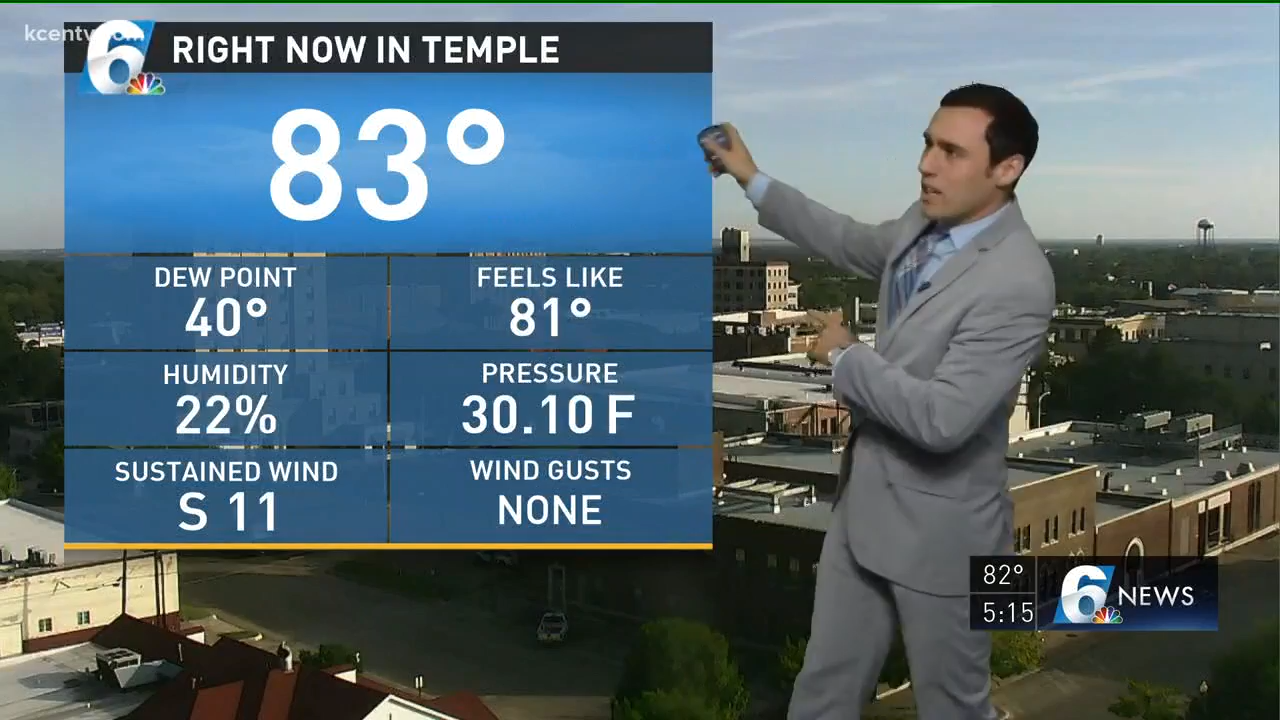 kcentv.com
6
RIGHT NOW IN TEMPLE
83°
DEW POINT
40°
FEELS LIKE
81°
HUMIDITY
22%
PRESSURE
30.10 F
SUSTAINED WIND
S 11
WIND GUSTS
NONE
82°
5:15
6 NEWS